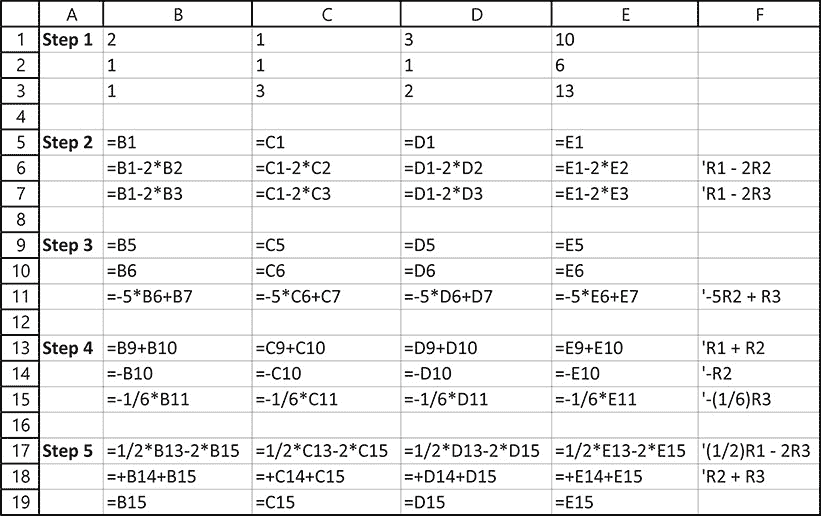 A B C D E F
1 Step 1 2 1 3 10
2 1 1 1 6
3 1 3 2 13
4
5 Step 2 =B1 =C1 =D1 =E1
6 =B1-2*B2 =C1-2*C2 =D1-2*D2 =E1-2*E2 'R1 - 2R2
7 =B1-2*B3 =C1-2*C3 =D1-2*D3 =E1-2*E3 'R1 - 2R3
8
9 Step 3 =B5 =C5 =D5 =E5
10 =B6 =C6 =D6 =E6
11 =-5*B6+B7 =-5*C6+C7 =-5*D6+D7 =-5*E6+E7 '-5R2 + R3
12
13 Step 4 =B9+B10 =C9+C10 =D9+D10 =E9+E10 'R1 + R2
14 =-B10 =-C10 =-D10 =-E10 '-R2
15 =-1/6*B11 =-1/6*C11 =-1/6*D11 =-1/6*E11 '-(1/6)R3
16
17 Step 5 =1/2*B13-2*B15 =1/2*C13-2*C15 =1/2*D13-2*D15 =1/2*E13-2*E15 '(1/2)R1 - 2R3
18 =+B14+B15 =+C14+C15 =+D14+D15 =+E14+E15 'R2 + R3
19 =B15 =C15 =D15 =E15